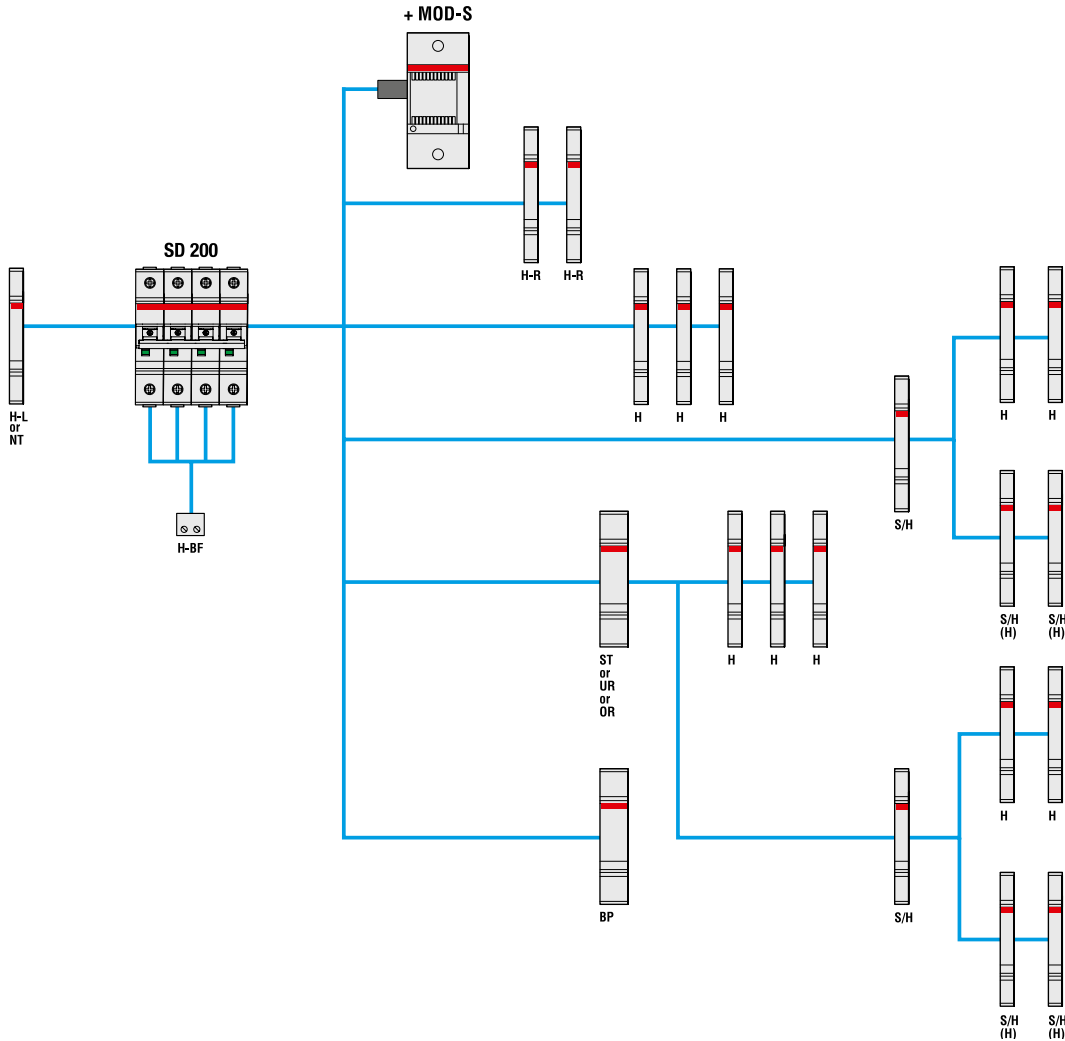 + MOD-S
H-R
H-R
SD 200
H-L
or
NT
H-BF
H
H
H
H
H
S/H
S/H
(H)
S/H
(H)
ST
or
UR
or
OR
H
H
H
H
H
BP
S/H
S/H
(H)
S/H
(H)